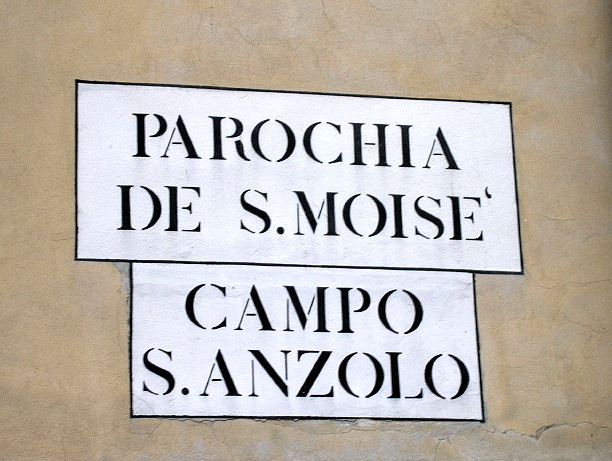 PAROCHIA
DE S. MOISE'
CAMPO
S. ANZOLO